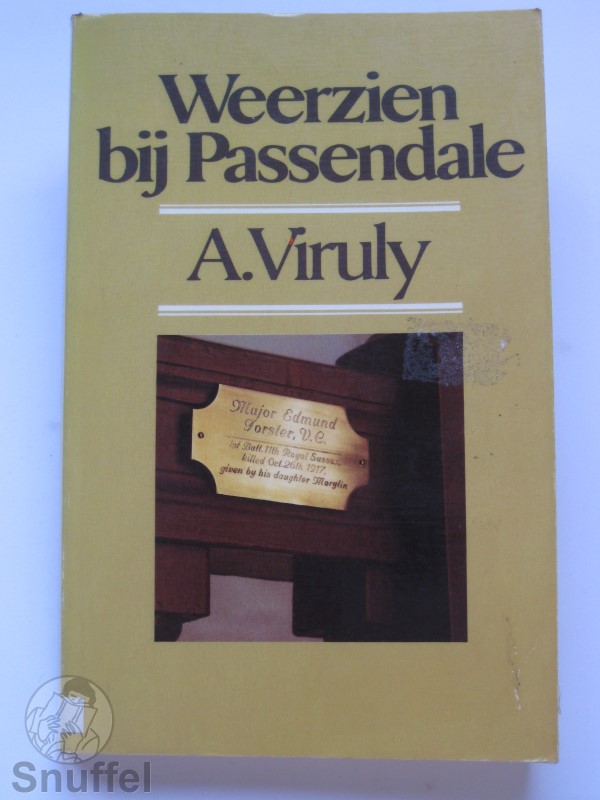 Weerzien
bij Passendale
A.Viruly
Major Edmund
Forster, V.C.
1st Batt. 11th Royal Sussex
killed Oct. 26th, 1917,
given by his daughter Marylin
Snuffel